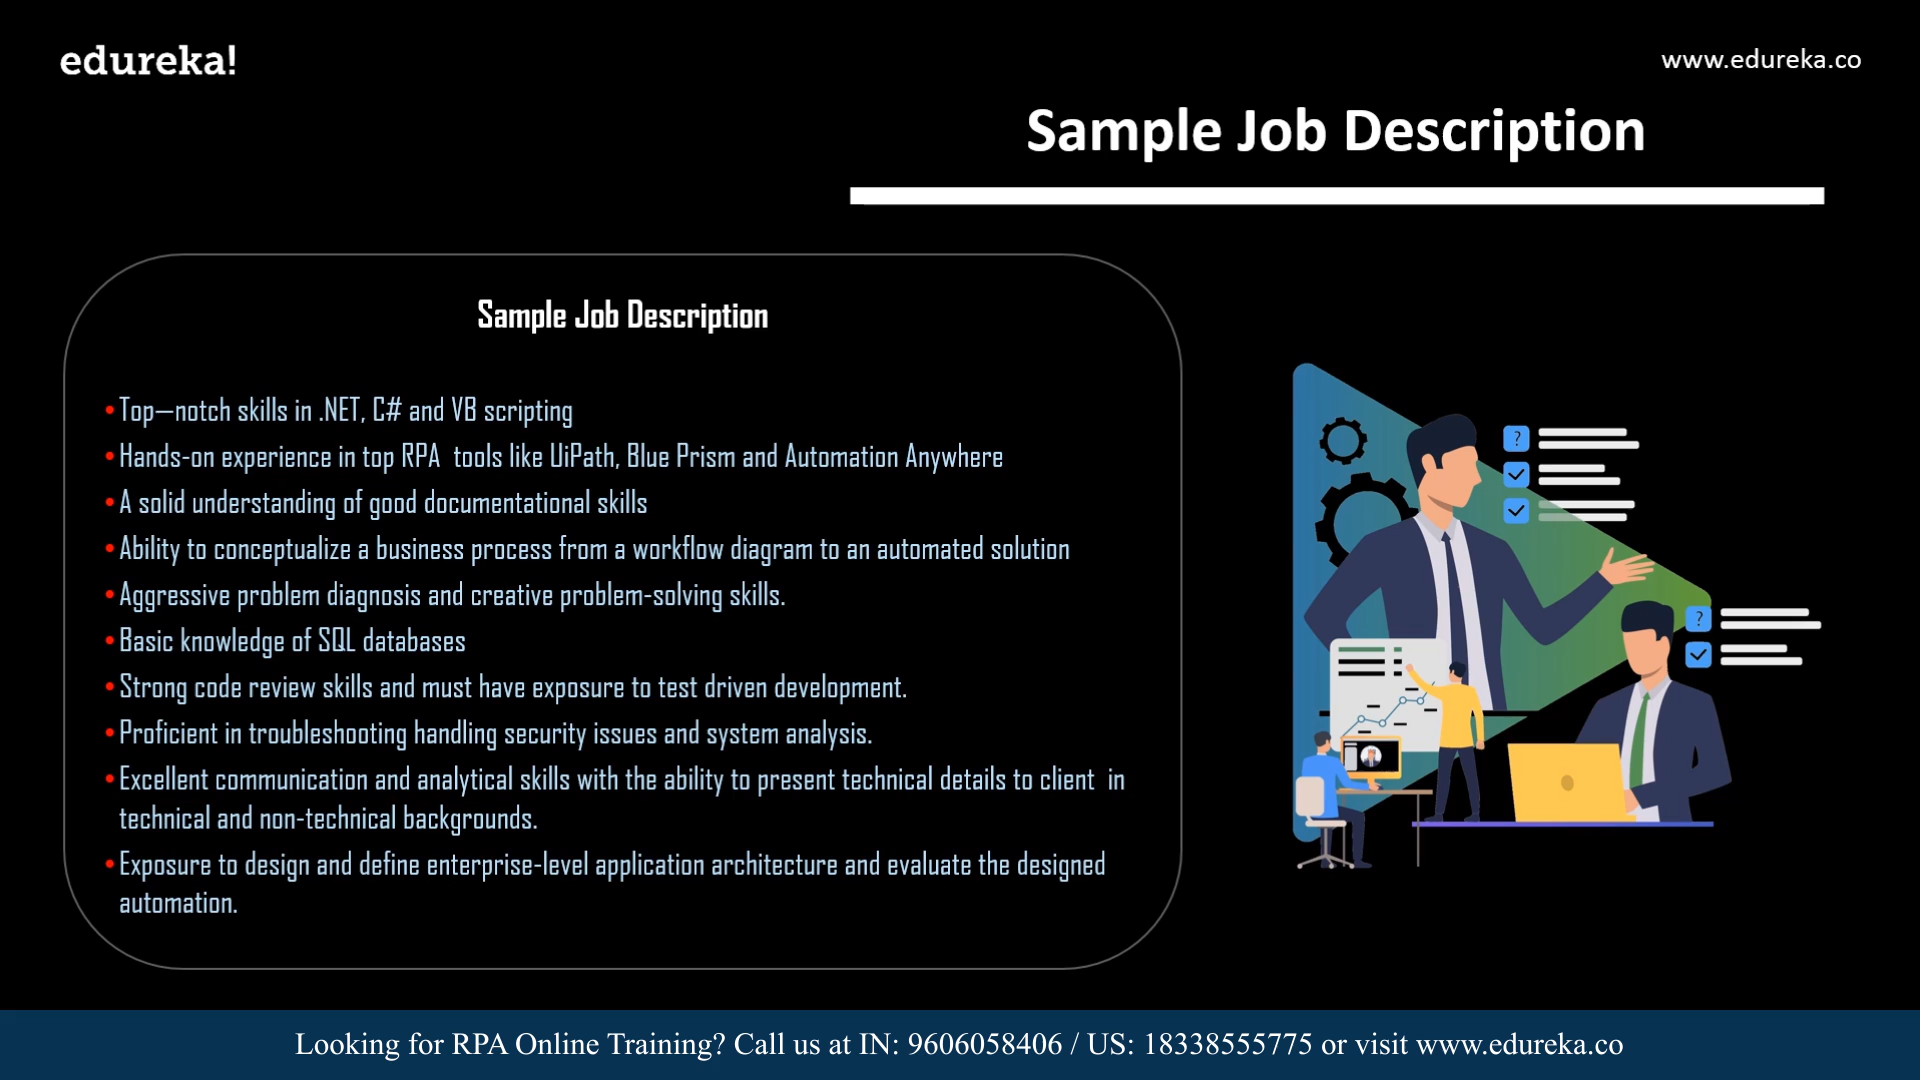 edureka!
www.edureka.co
Sample Job Description
Sample Job Description
• Top—notch skills in .NET, C# and VB scripting
• Hands-on experience in top RPA  tools like UiPath, Blue Prism and Automation Anywhere
• A solid understanding of good documentational skills
• Ability to conceptualize a business process from a workflow diagram to an automated solution
• Aggressive problem diagnosis and creative problem-solving skills.
• Basic knowledge of SQL databases
• Strong code review skills and must have exposure to test driven development.
• Proficient in troubleshooting handling security issues and system analysis.
• Excellent communication and analytical skills with the ability to present technical details to client  in
technical and non-technical backgrounds.
• Exposure to design and define enterprise-level application architecture and evaluate the designed
automation.
?
?
Looking for RPA Online Training? Call us at IN: 9606058406 / US: 18338555775 or visit www.edureka.co